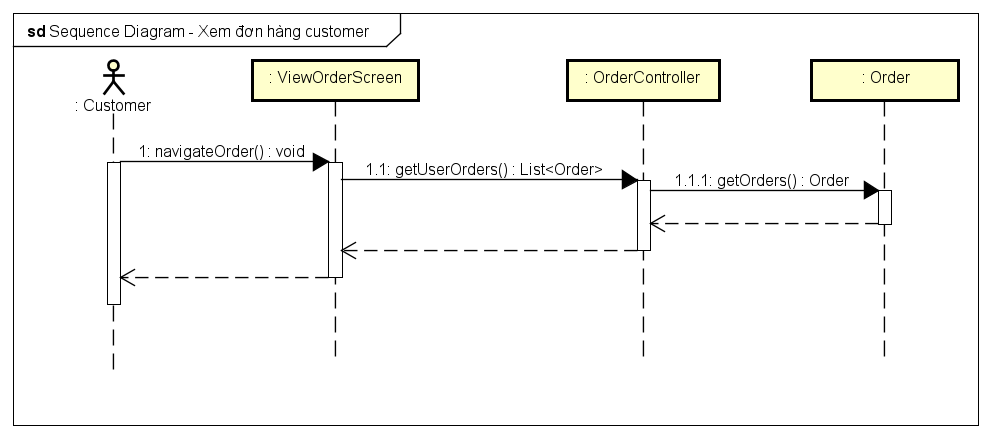 sd Sequence Diagram - Xem đơn hàng customer
: Customer
: ViewOrderScreen
: OrderController
: Order
1: navigateOrder() : void
1.1: getUserOrders() : List<Order>
1.1.1: getOrders() : Order